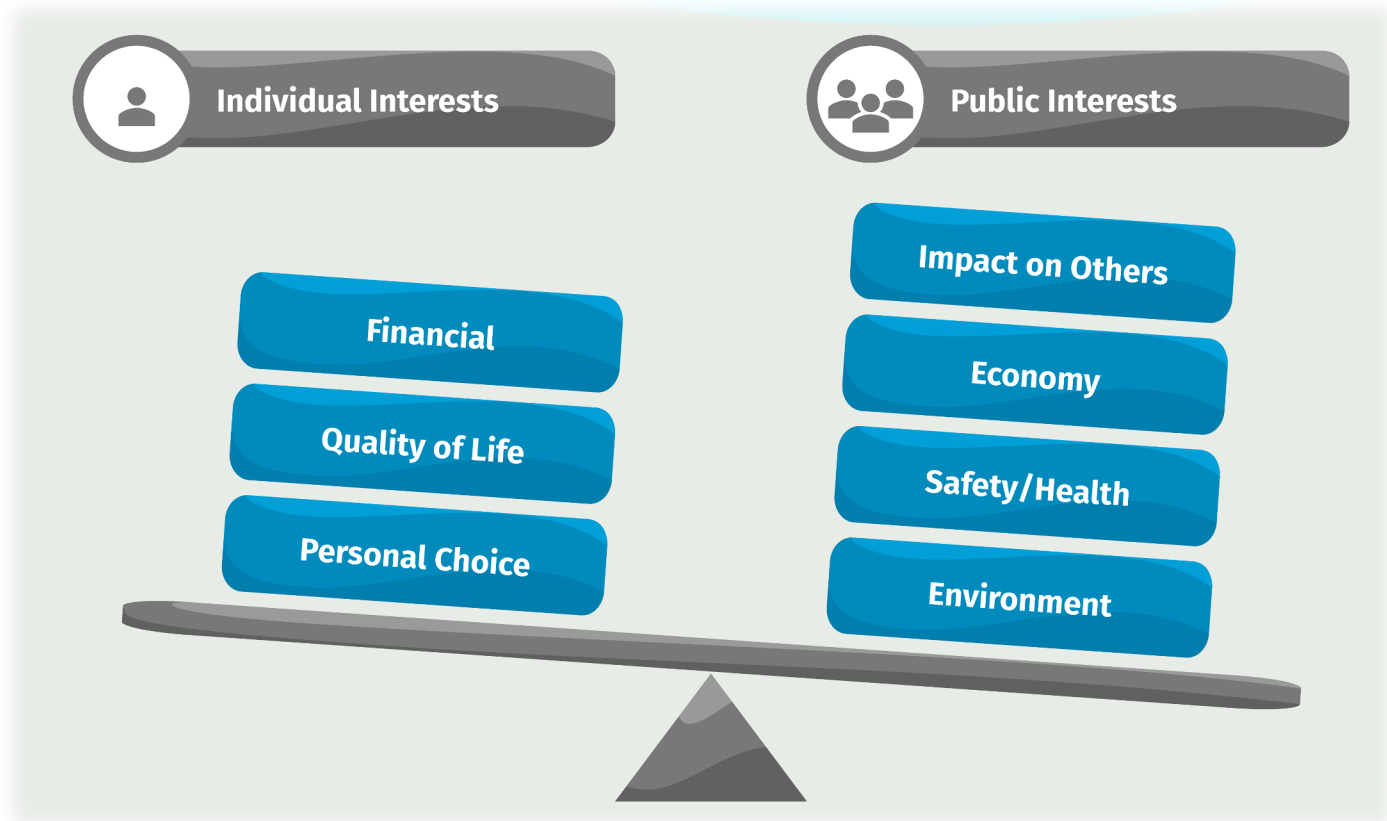 Individual Interests
Public Interests
Financial
Quality of Life
Personal Choice
Impact on Others
Economy
Safety/Health
Environment